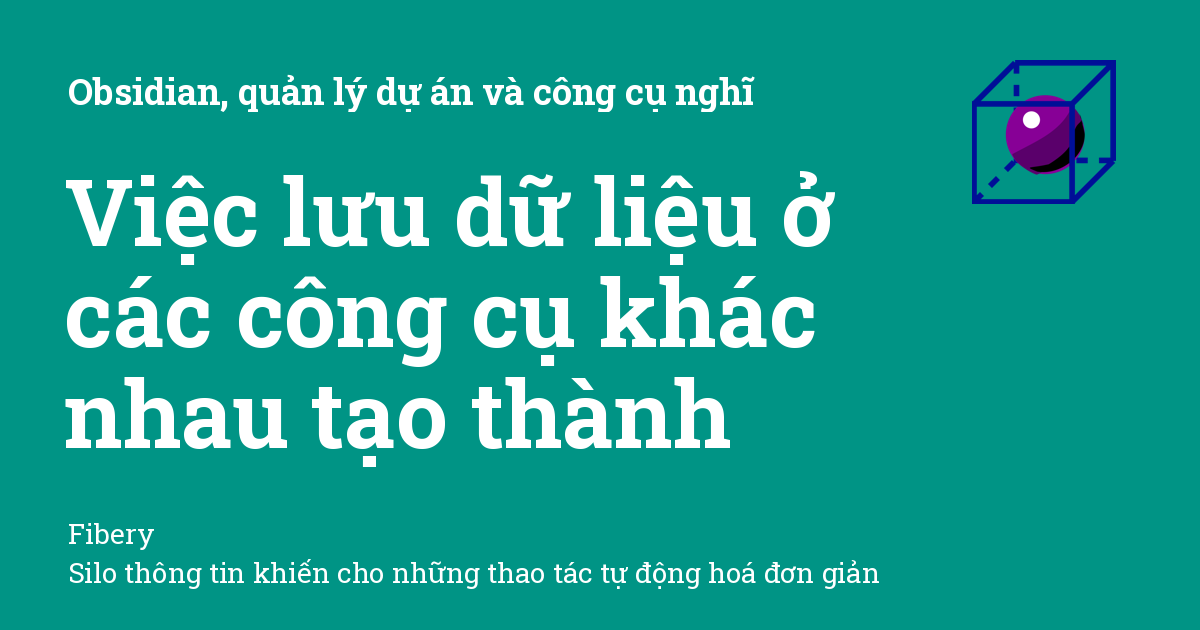 Obsidian, quản lý dự án và công cụ nghĩ
Việc lưu dữ liệu ở
các công cụ khác
nhau tạo thành
Fibery
Silo thông tin khiến cho những thao tác tự động hoá đơn giản